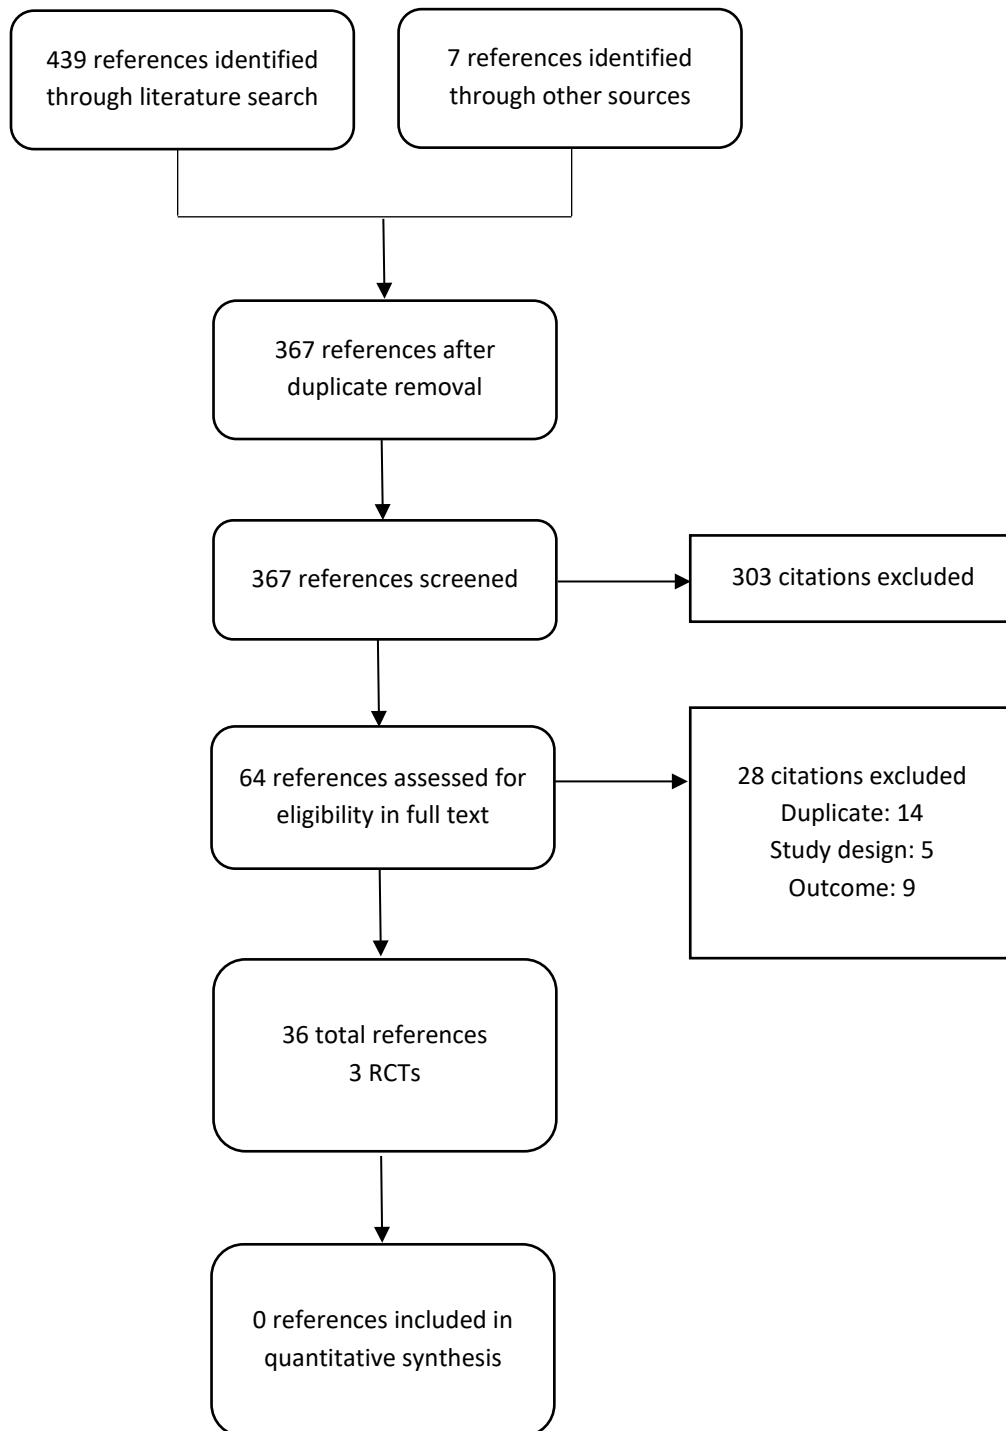 439 references identified
through literature search
7 references identified
through other sources
367 references after
duplicate removal
367 references screened
303 citations excluded
64 references assessed for
eligibility in full text
28 citations excluded
Duplicate: 14
Study design: 5
Outcome: 9
36 total references
3 RCTs
0 references included in
quantitative synthesis